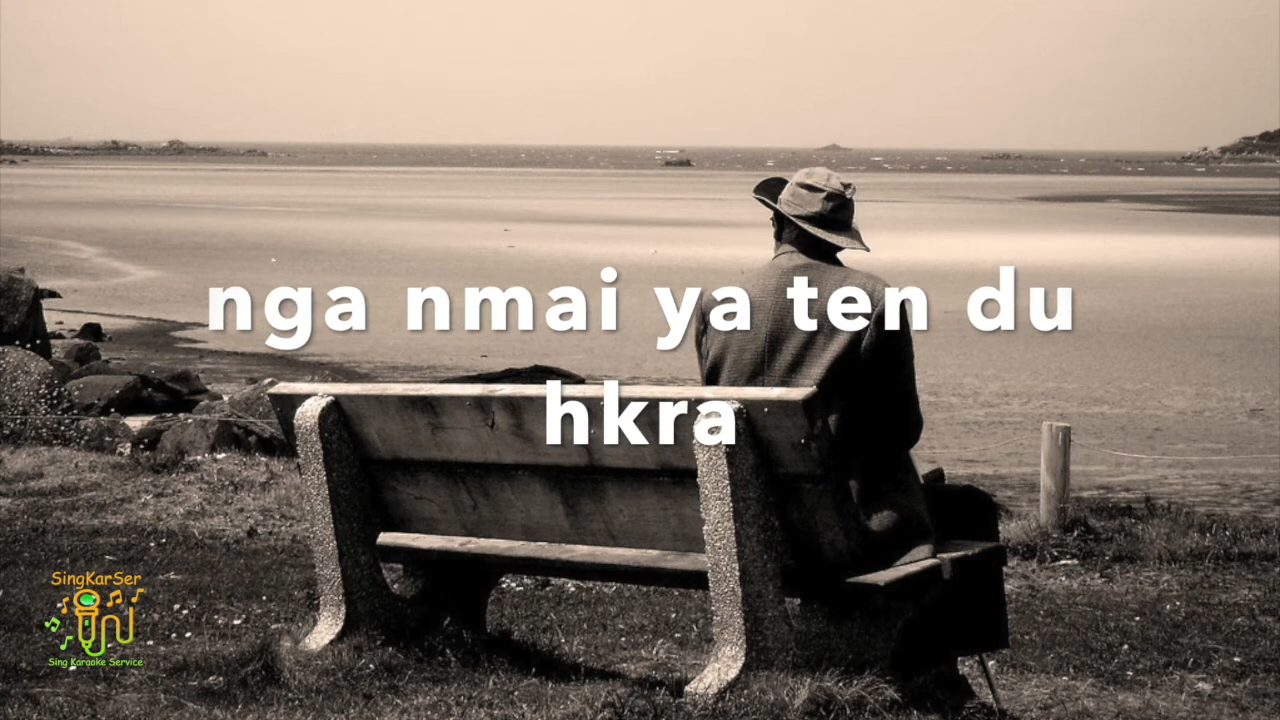 nga nmai ya ten du
hkra
SingKarSer
Sing Karaoke Service